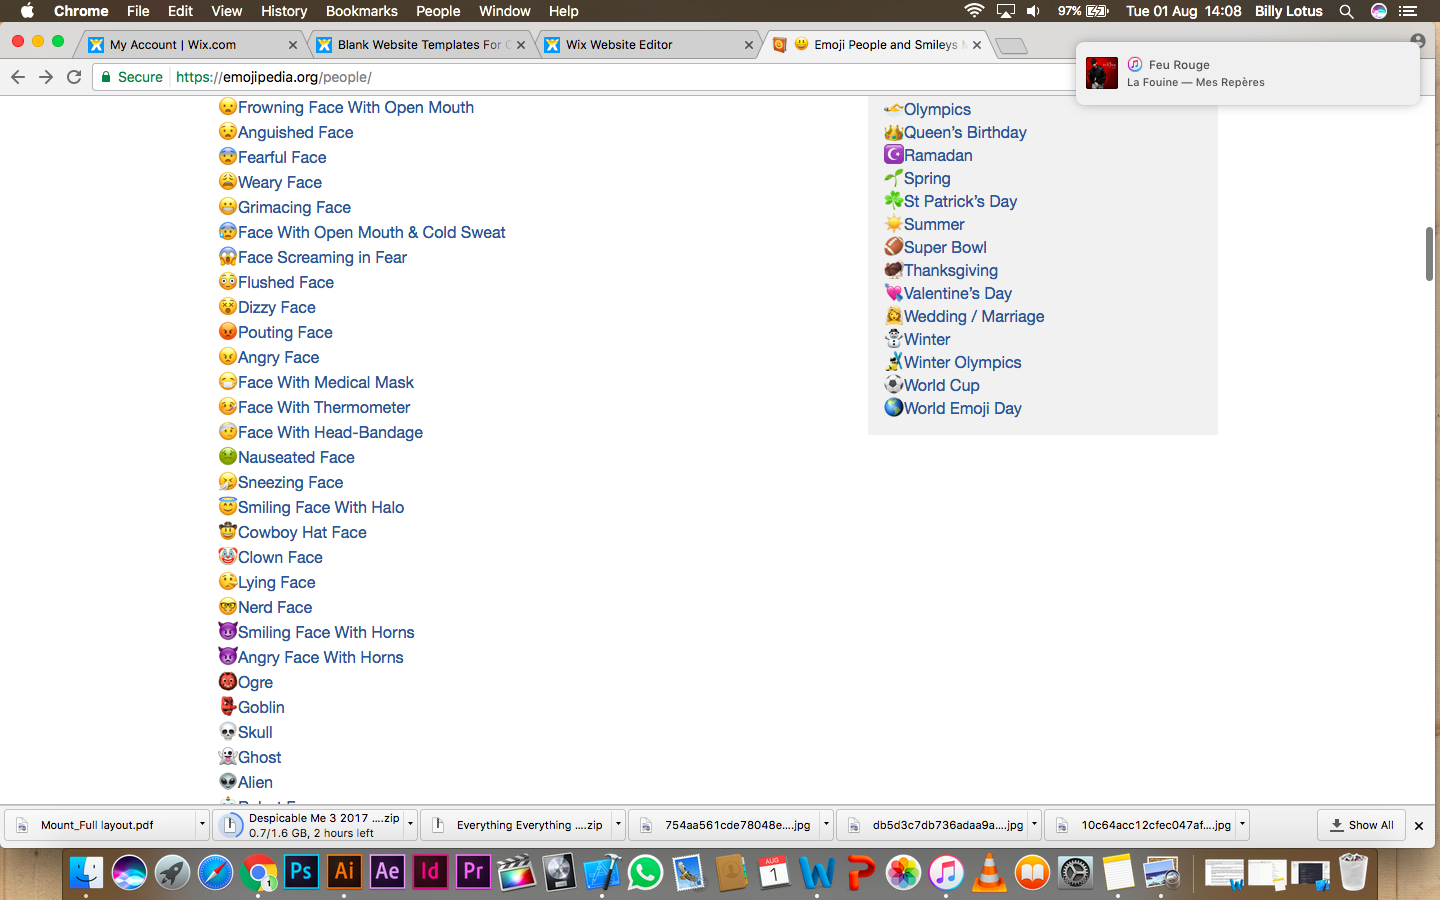 Chrome File Edit View History Bookmarks People Window Help 97% Tue 01 Aug 14:08 Billy Lotus
My Account | Wix.com
Blank Website Templates For
Wix Website Editor
Emoji People and Smileys
Secure https://emojipedia.org/people/
Feu Rouge
La Fouine — Mes Repères
Frowning Face With Open Mouth
Anguished Face
Fearful Face
Weary Face
Grimacing Face
Face With Open Mouth & Cold Sweat
Face Screaming in Fear
Flushed Face
Dizzy Face
Pouting Face
Angry Face
Face With Medical Mask
Face With Thermometer
Face With Head-Bandage
Nauseated Face
Sneezing Face
Smiling Face With Halo
Cowboy Hat Face
Clown Face
Lying Face
Nerd Face
Smiling Face With Horns
Angry Face With Horns
Ogre
Goblin
Skull
Ghost
Alien
Olympics
Queen's Birthday
Ramadan
Spring
St Patrick's Day
Summer
Super Bowl
Thanksgiving
Valentine's Day
Wedding / Marriage
Winter
Winter Olympics
World Cup
World Emoji Day
Mount_Full layout.pdf
Despicable Me 3 2017 ....zip
0.7/1.6 GB, 2 hours left
Everything Everything ....zip
754aa561cde78048e....jpg
db5d3c7db736adaa9a....jpg
10c64acc12cfec047af....jpg
Show All
1
Ps Ai Ae Id Pr
AUG
1